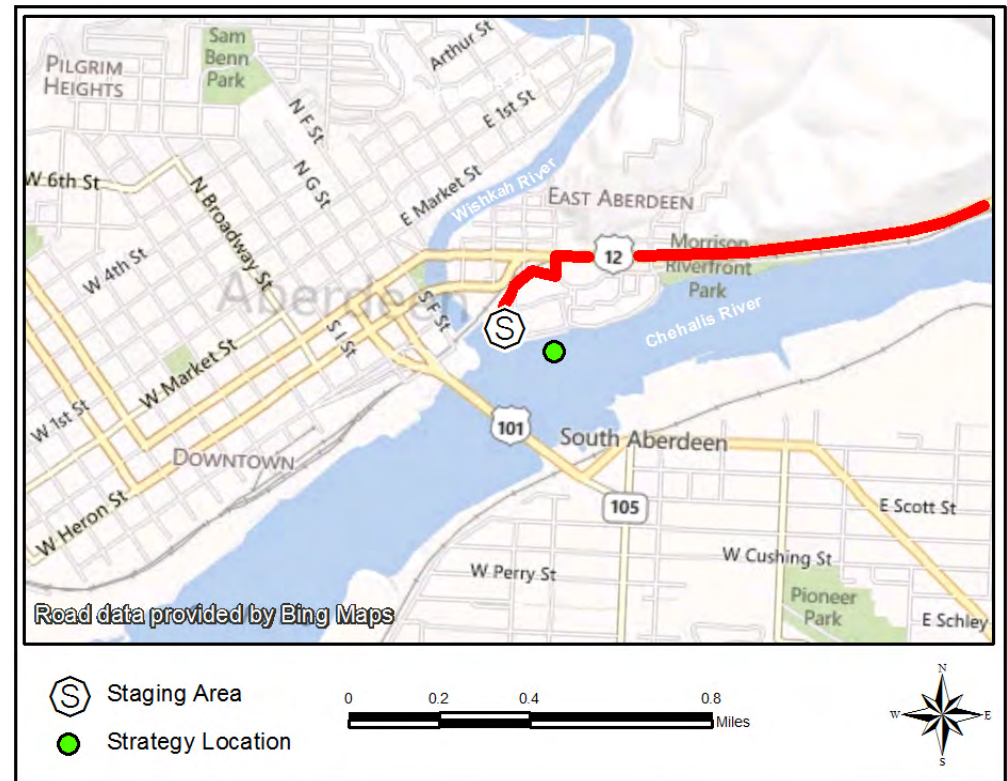 Sam
Benn
Park
Arthur St
PILGRIM
HEIGHTS
N F St
E 1st St
W 6th St
N G St
N Broadway St
E Market St
Wishkah River
EAST ABERDEEN
W 4th St
12
Morrison
Riverfront
Park
Aberdeen
S F St
S
Chehalis River
S I St
W Market St
W 1st St
101
South Aberdeen
DOWNTOWN
105
E Scott St
W Heron St
W Cushing St
W Perry St
Pioneer
Park
E Schley
Road data provided by Bing Maps
S Staging Area
Strategy Location
0 0.2 0.4 0.8
Miles
N
W E
S